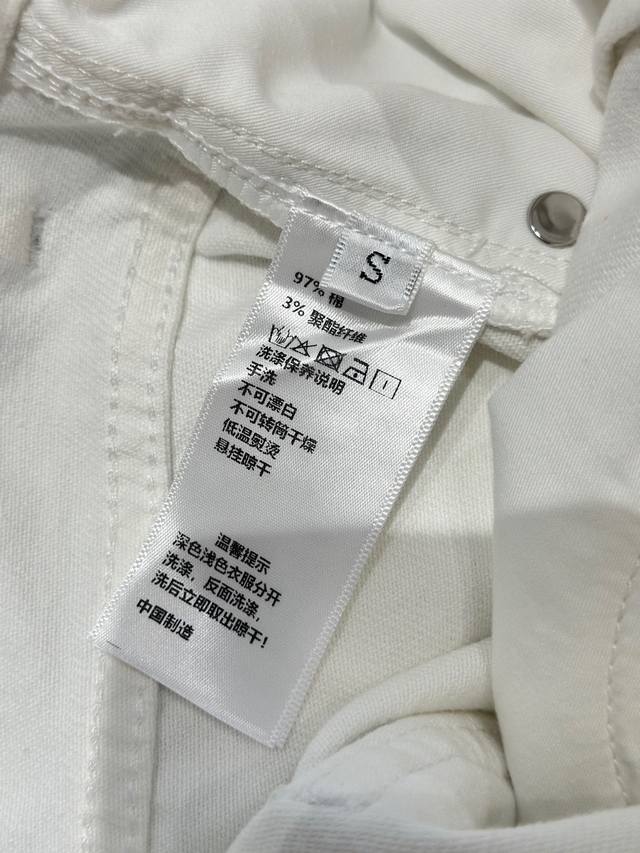 S
97% 棉
3% 聚酯纤维
洗涤保养说明
手洗
不可漂白
不可转筒干燥
低温熨烫
悬挂晾干
温馨提示
深色浅色衣服分开
洗涤，反面洗涤，
洗后立即取出晾干！
中国制造